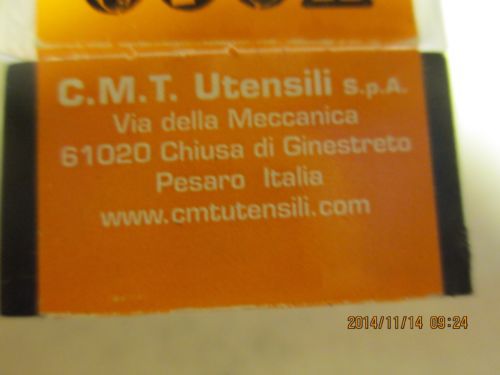 C.M.T. Utensili S.p.A.
Via della Meccanica
61020 Chiusa di Ginestreto
Pesaro Italia
www.cmtutensili.com
2014/11/14 09:24